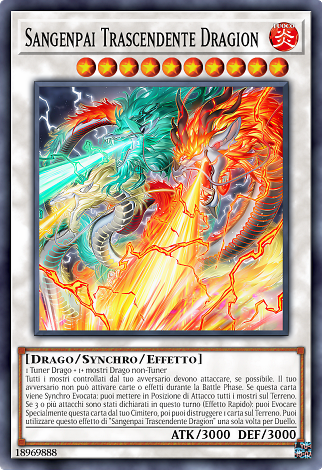 Sangenpai Trascendente Dragion
FUOCO
炎
[Drago/Synchro/Effetto]
1 Tuner Drago + 1+ mostri Drago non-Tuner
Tutti i mostri controllati dal tuo avversario devono attaccare, se possibile. Il tuo
avversario non può attivare carte o effetti durante la Battle Phase. Se questa carta
viene Synchro Evocata: puoi mettere in Posizione di Attacco tutti i mostri sul Terreno.
Se 3 o più attacchi sono stati dichiarati in questo turno (Effetto Rapido): puoi Evocare
Specialmente questa carta dal tuo Cimitero, poi puoi distruggere 1 carta sul Terreno. Puoi
utilizzare questo effetto di "Sangenpai Trascendente Dragion" una sola volta per Duello.
ATK/3000 DEF/3000
18969888